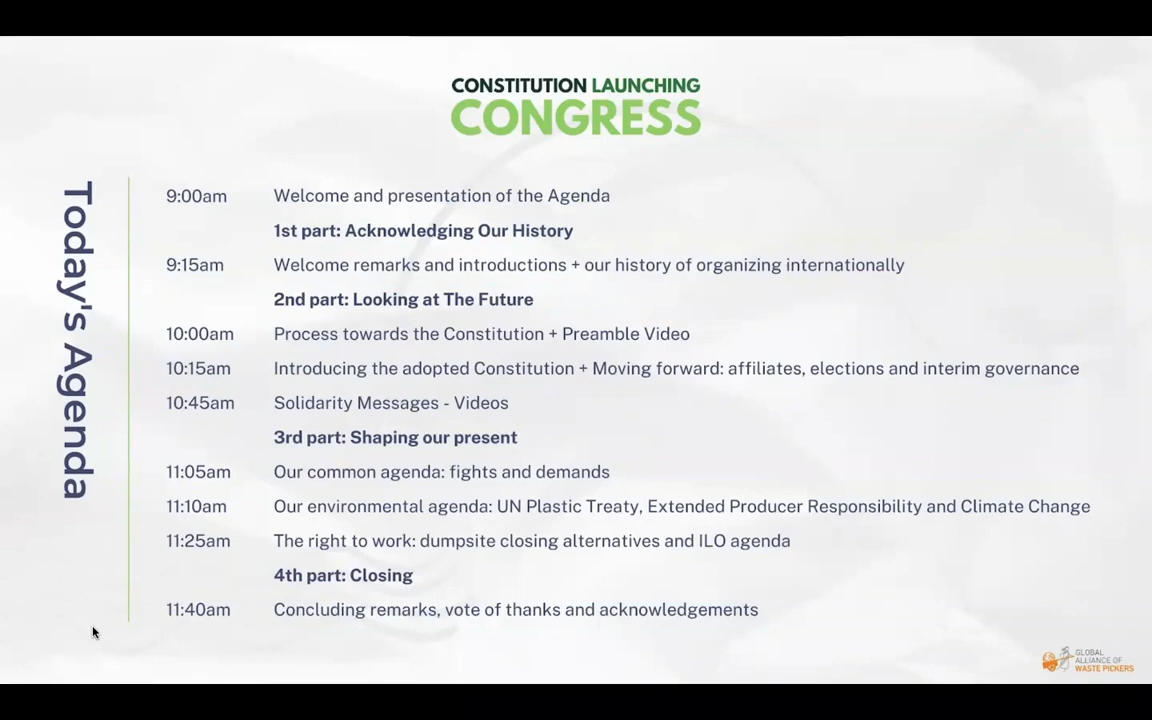 CONSTITUTION LAUNCHING
CONGRESS
Today's Agenda
9:00am Welcome and presentation of the Agenda
1st part: Acknowledging Our History
9:15am Welcome remarks and introductions + our history of organizing internationally
2nd part: Looking at The Future
10:00am Process towards the Constitution + Preamble Video
10:15am Introducing the adopted Constitution + Moving forward: affiliates, elections and interim governance
10:45am Solidarity Messages - Videos
3rd part: Shaping our present
11:05am Our common agenda: fights and demands
11:10am Our environmental agenda: UN Plastic Treaty, Extended Producer Responsibility and Climate Change
11:25am The right to work: dumpsite closing alternatives and ILO agenda
4th part: Closing
11:40am Concluding remarks, vote of thanks and acknowledgements
GLOBAL
ALLIANCE OF
WASTE PICKERS